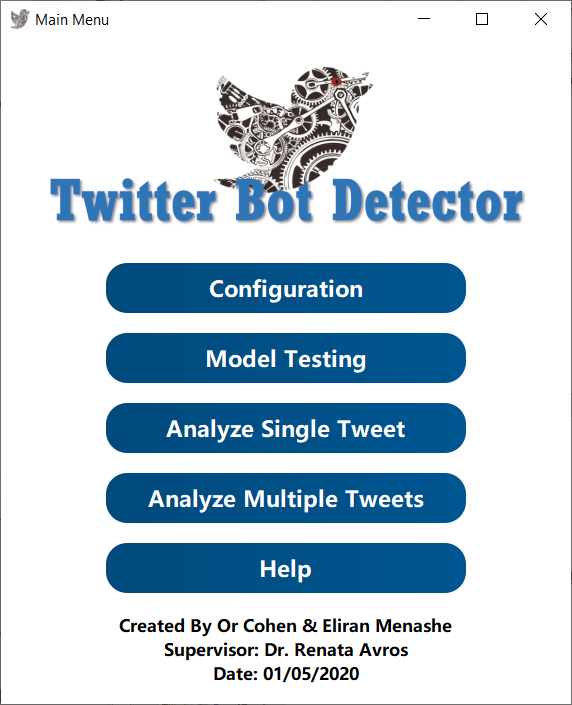 Main Menu
Twitter Bot Detector
Configuration
Model Testing
Analyze Single Tweet
Analyze Multiple Tweets
Help
Created By Or Cohen & Eliran Menashe
Supervisor: Dr. Renata Avros
Date: 01/05/2020